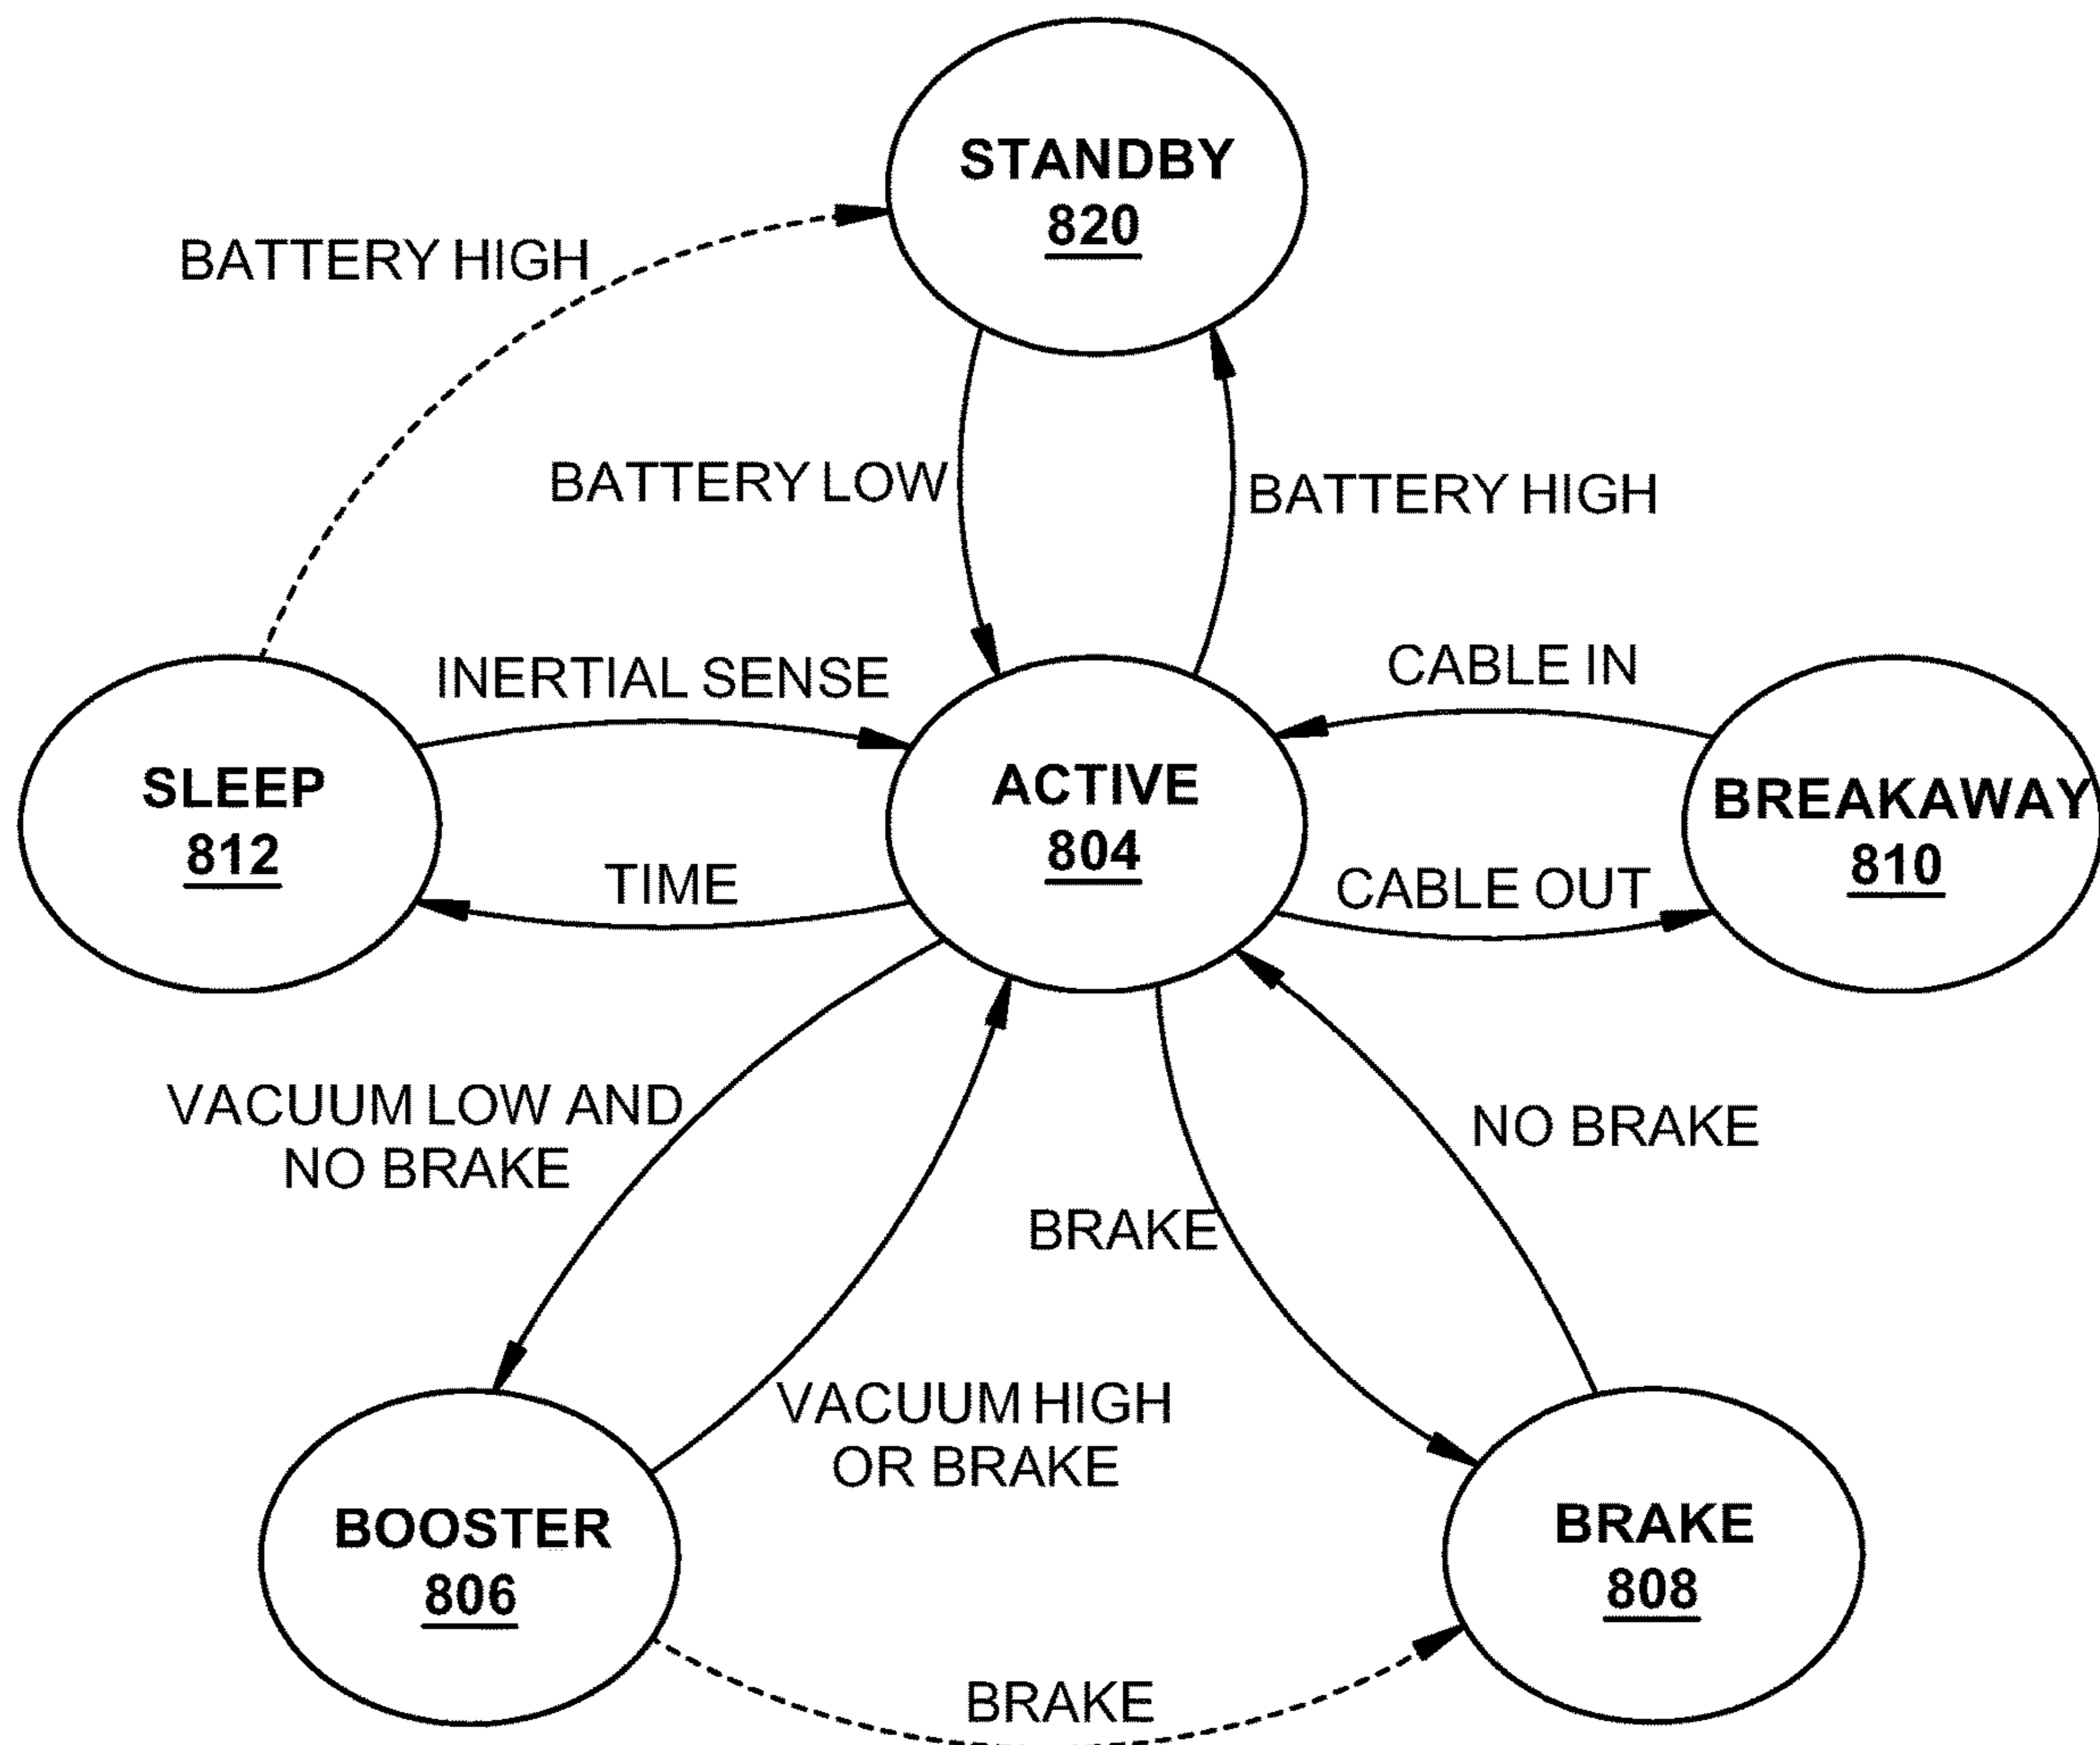 STANDBY
820
BATTERY HIGH
BATTERY LOW
BATTERY HIGH
INERTIAL SENSE
CABLE IN
SLEEP
812
ACTIVE
804
BREAKAWAY
810
TIME
CABLE OUT
VACUUM LOW AND
NO BRAKE
NO BRAKE
BRAKE
VACUUM HIGH
OR BRAKE
BOOSTER
806
BRAKE
808
BRAKE